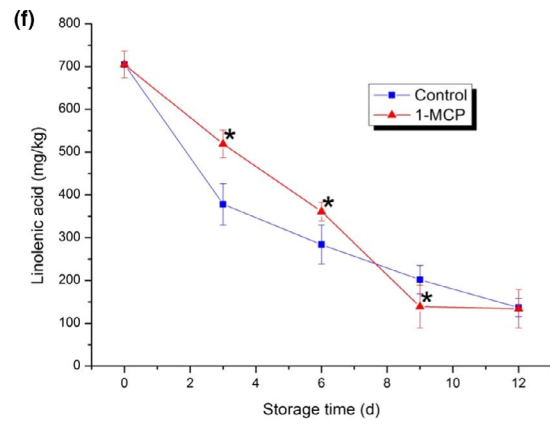 (f)
800
700
600
500
400
300
200
100
0
Linolenic acid (mg/kg)
Control
1-MCP
*
*
*
0 2 4 6 8 10 12
Storage time (d)